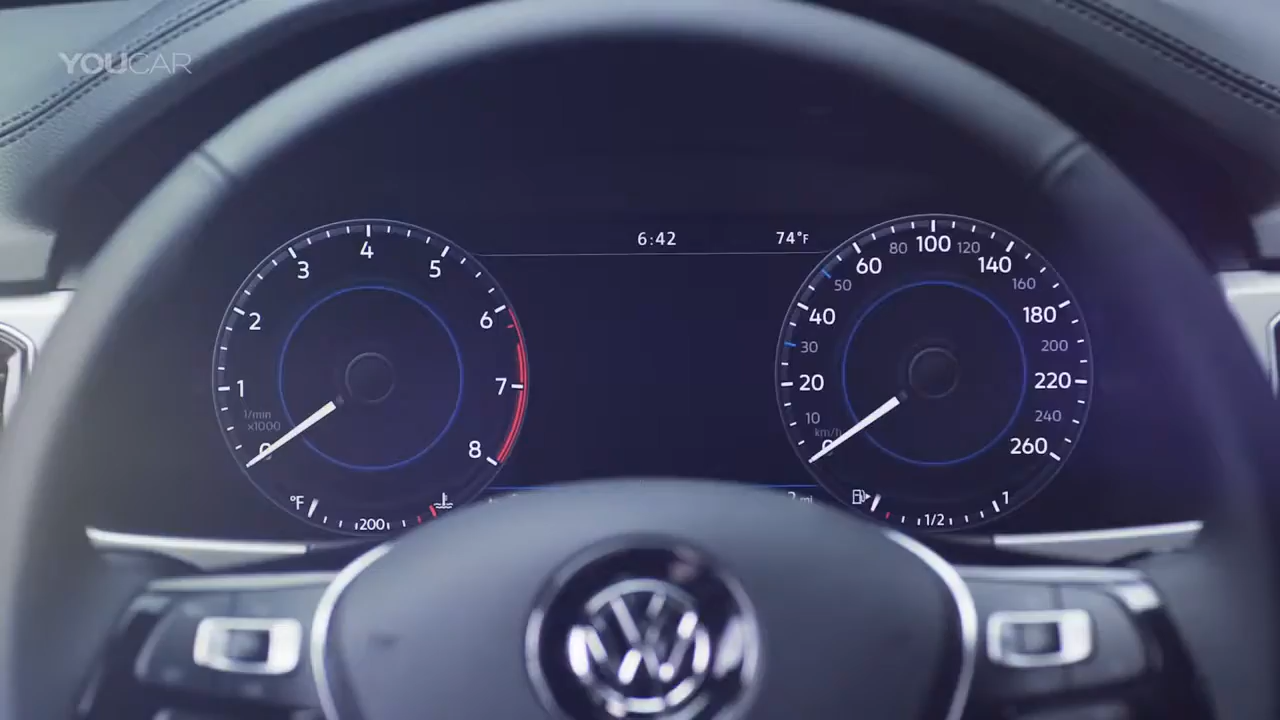 YOUCAR
6:42 74°F
1 2 3 4 5 6 7 8
1/min
x1000
°F 200
0 10 20 30 40 50 60 80 100 120 140 160 180 200 220 240 260
km/h
1/2 1
mi